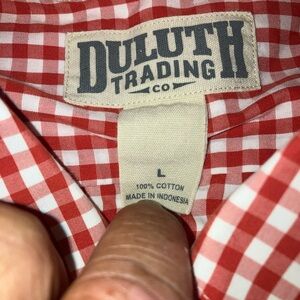 DULUTH
TRADING
CO
L
100% COTTON
MADE IN INDONESIA